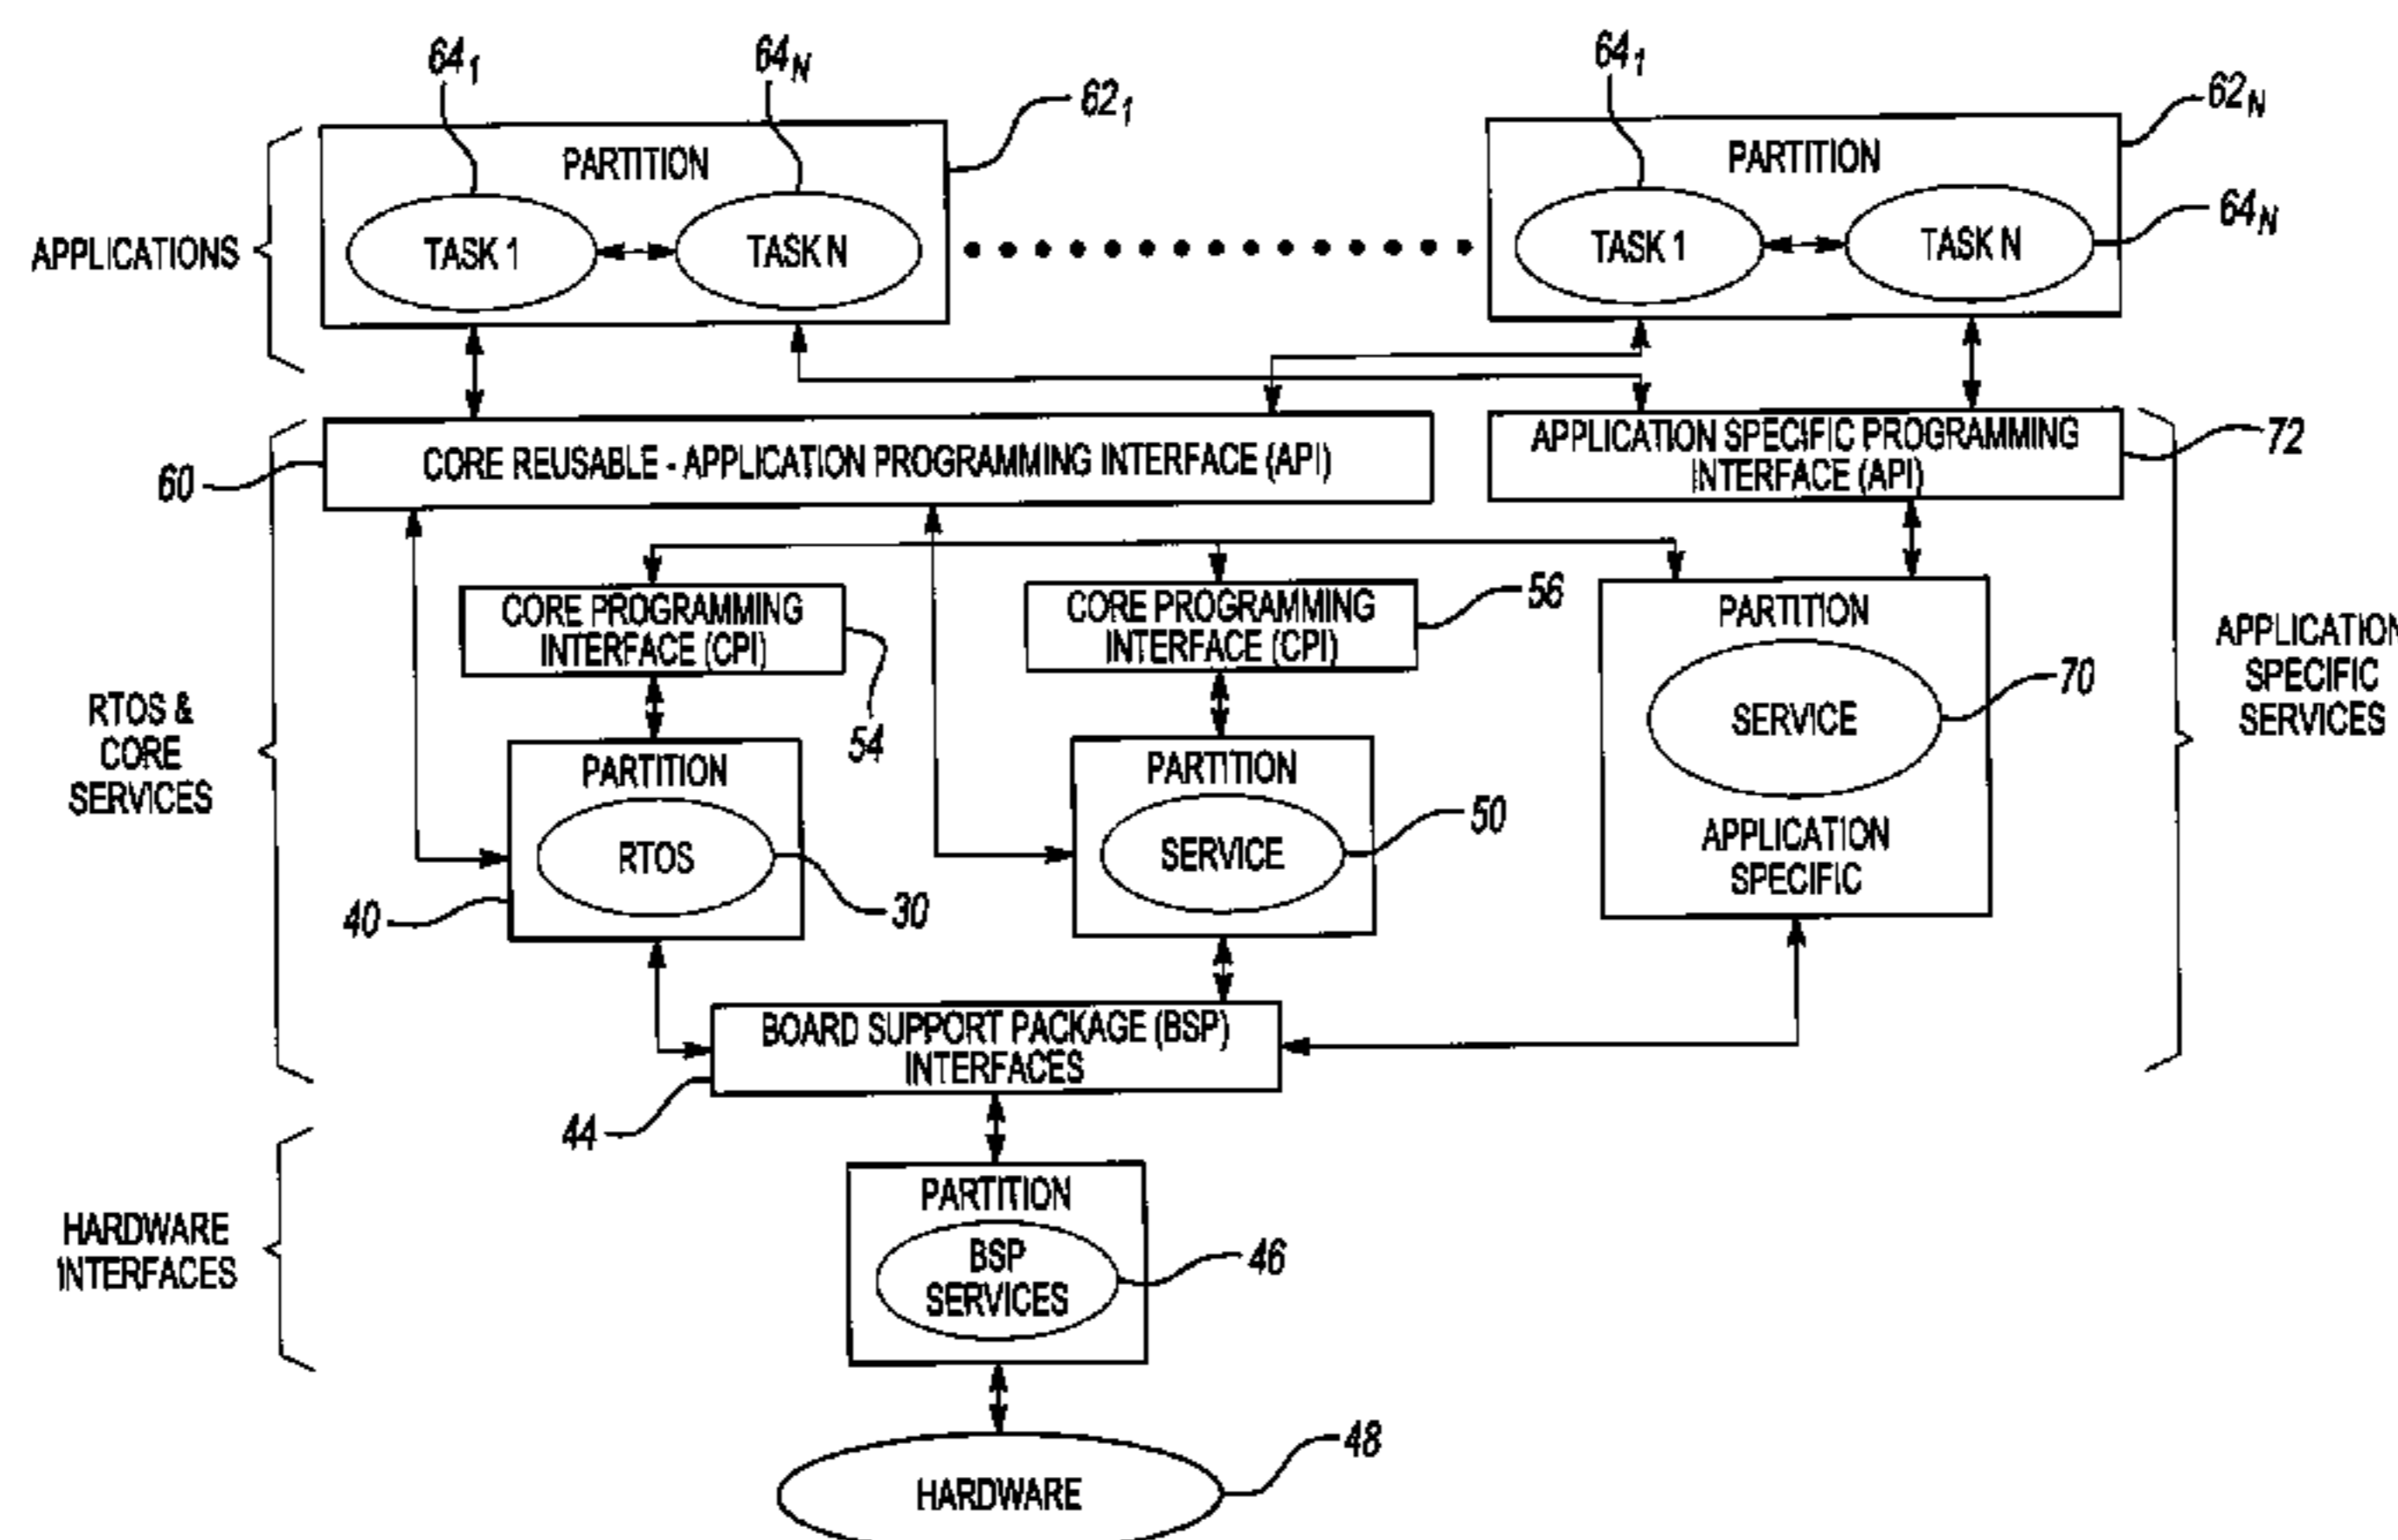 64₁
64N
62₁
64₁
62N
PARTITION
PARTITION
64N
APPLICATIONS
TASK 1
TASK N
TASK 1
TASK N
60
CORE REUSABLE - APPLICATION PROGRAMMING INTERFACE (API)
APPLICATION SPECIFIC PROGRAMMING
INTERFACE (API)
72
CORE PROGRAMMING
INTERFACE (CPI)
54
CORE PROGRAMMING
INTERFACE (CPI)
56
PARTITION
SERVICE
70
APPLICATION
SPECIFIC
APPLICATION
SPECIFIC
SERVICES
RTOS &
CORE
SERVICES
PARTITION
RTOS
40
30
PARTITION
SERVICE
50
BOARD SUPPORT PACKAGE (BSP)
INTERFACES
44
HARDWARE
INTERFACES
PARTITION
BSP
SERVICES
46
HARDWARE
48